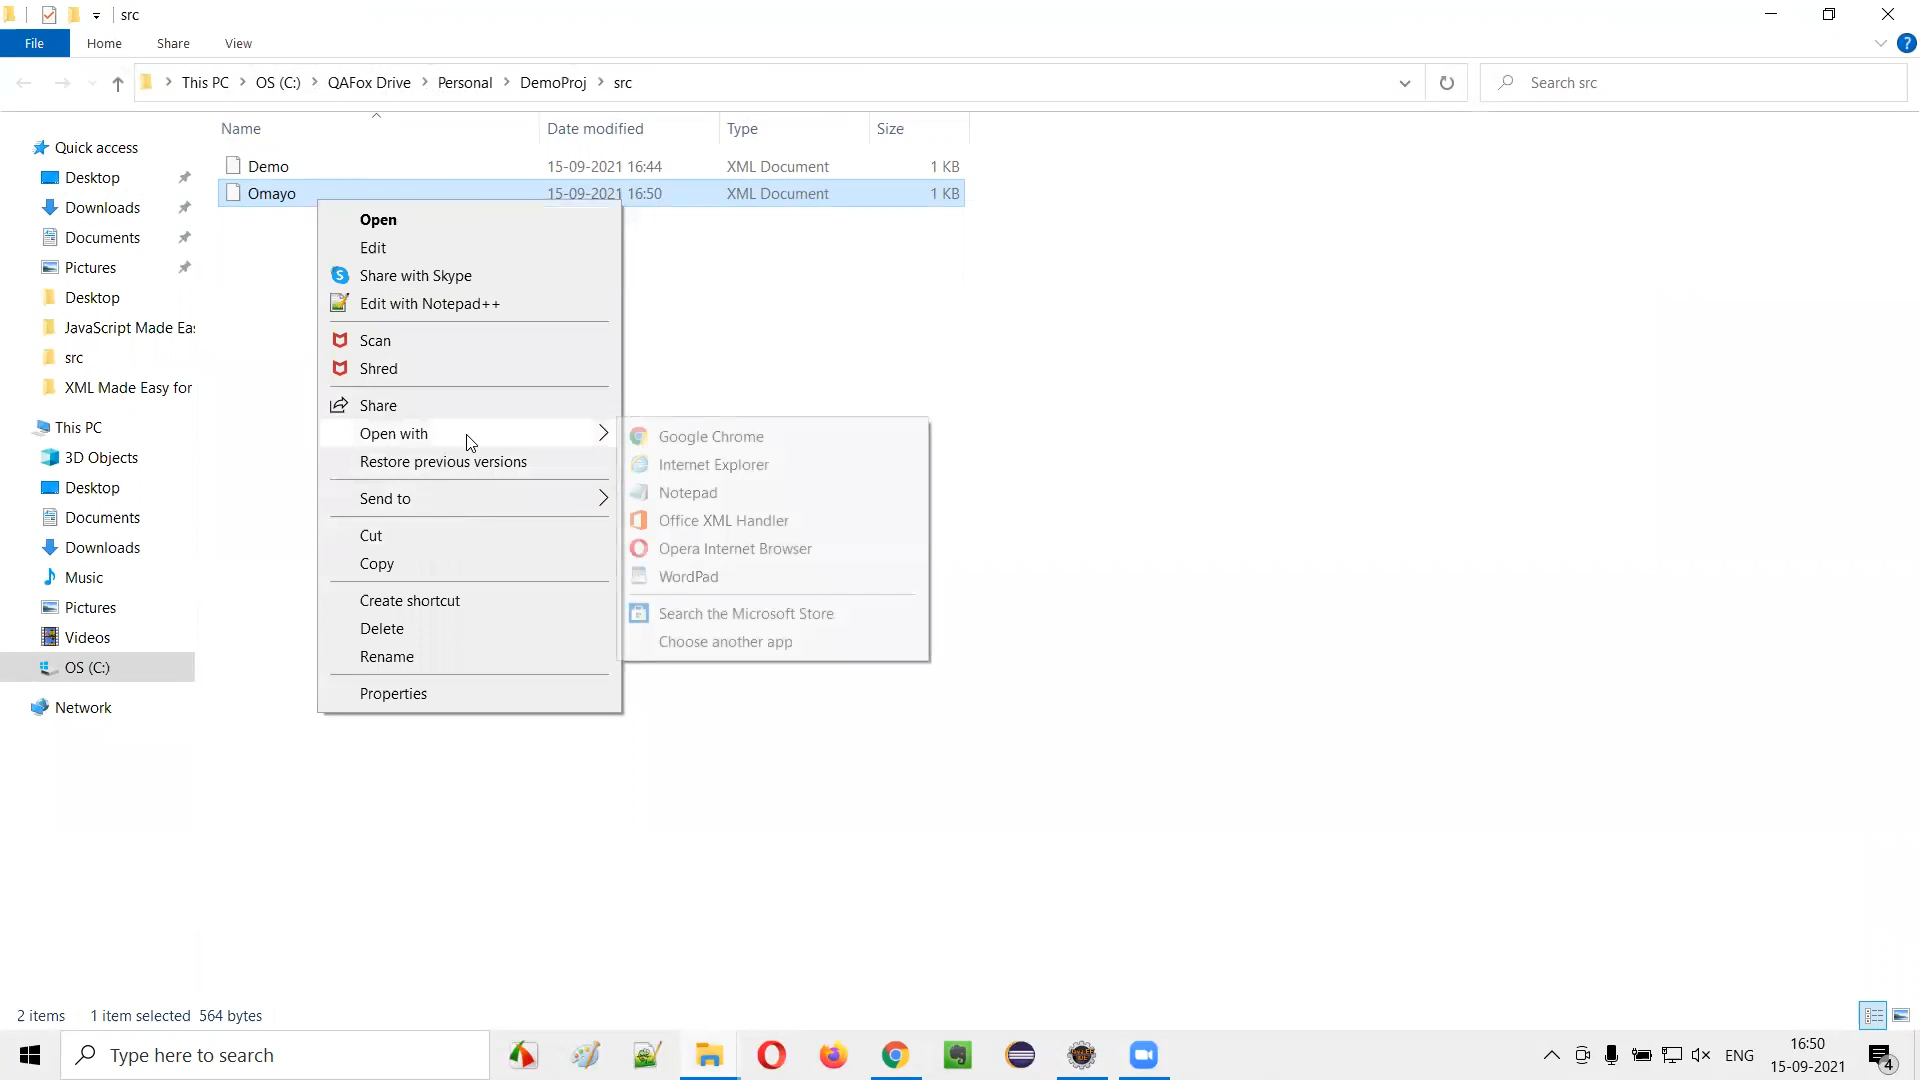 src
File Home Share View
This PC OS (C:) QAFox Drive Personal DemoProj src
Search src
Name Date modified Type Size
Demo 15-09-2021 16:44 XML Document 1 KB
Omayo 15-09-2021 16:50 XML Document 1 KB
Quick access
Desktop
Downloads
Documents
Pictures
Desktop
JavaScript Made Eas
src
XML Made Easy for
This PC
3D Objects
Desktop
Documents
Downloads
Music
Pictures
Videos
OS (C:)
Network
Open
Edit
Share with Skype
Edit with Notepad++
Scan
Shred
Share
Open with
Restore previous versions
Send to
Cut
Copy
Create shortcut
Delete
Rename
Properties
Google Chrome
Internet Explorer
Notepad
Office XML Handler
Opera Internet Browser
WordPad
Search the Microsoft Store
Choose another app
2 items 1 item selected 564 bytes
Type here to search
ENG
16:50
15-09-2021
4